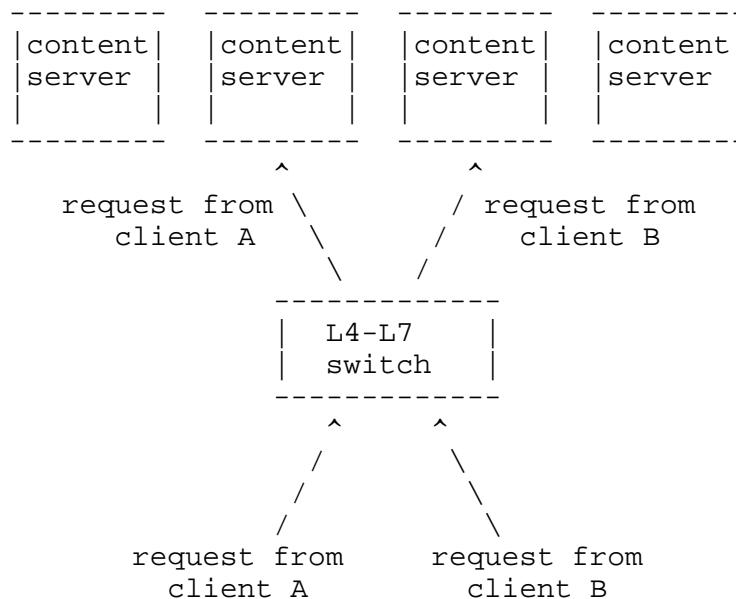 ---------  ---------  ---------  ---------
|content|  |content|  |content|  |content
|server |  |server |  |server |  |server
|       |  |       |  |       |  |
---------  ---------  ---------  ---------
^ ^
request from \ / request from
client A \ / client B
\ /
-------------
| L4-L7 |
| switch |
-------------
^ ^
/ \
/ \
/ \
request from request from
client A client B